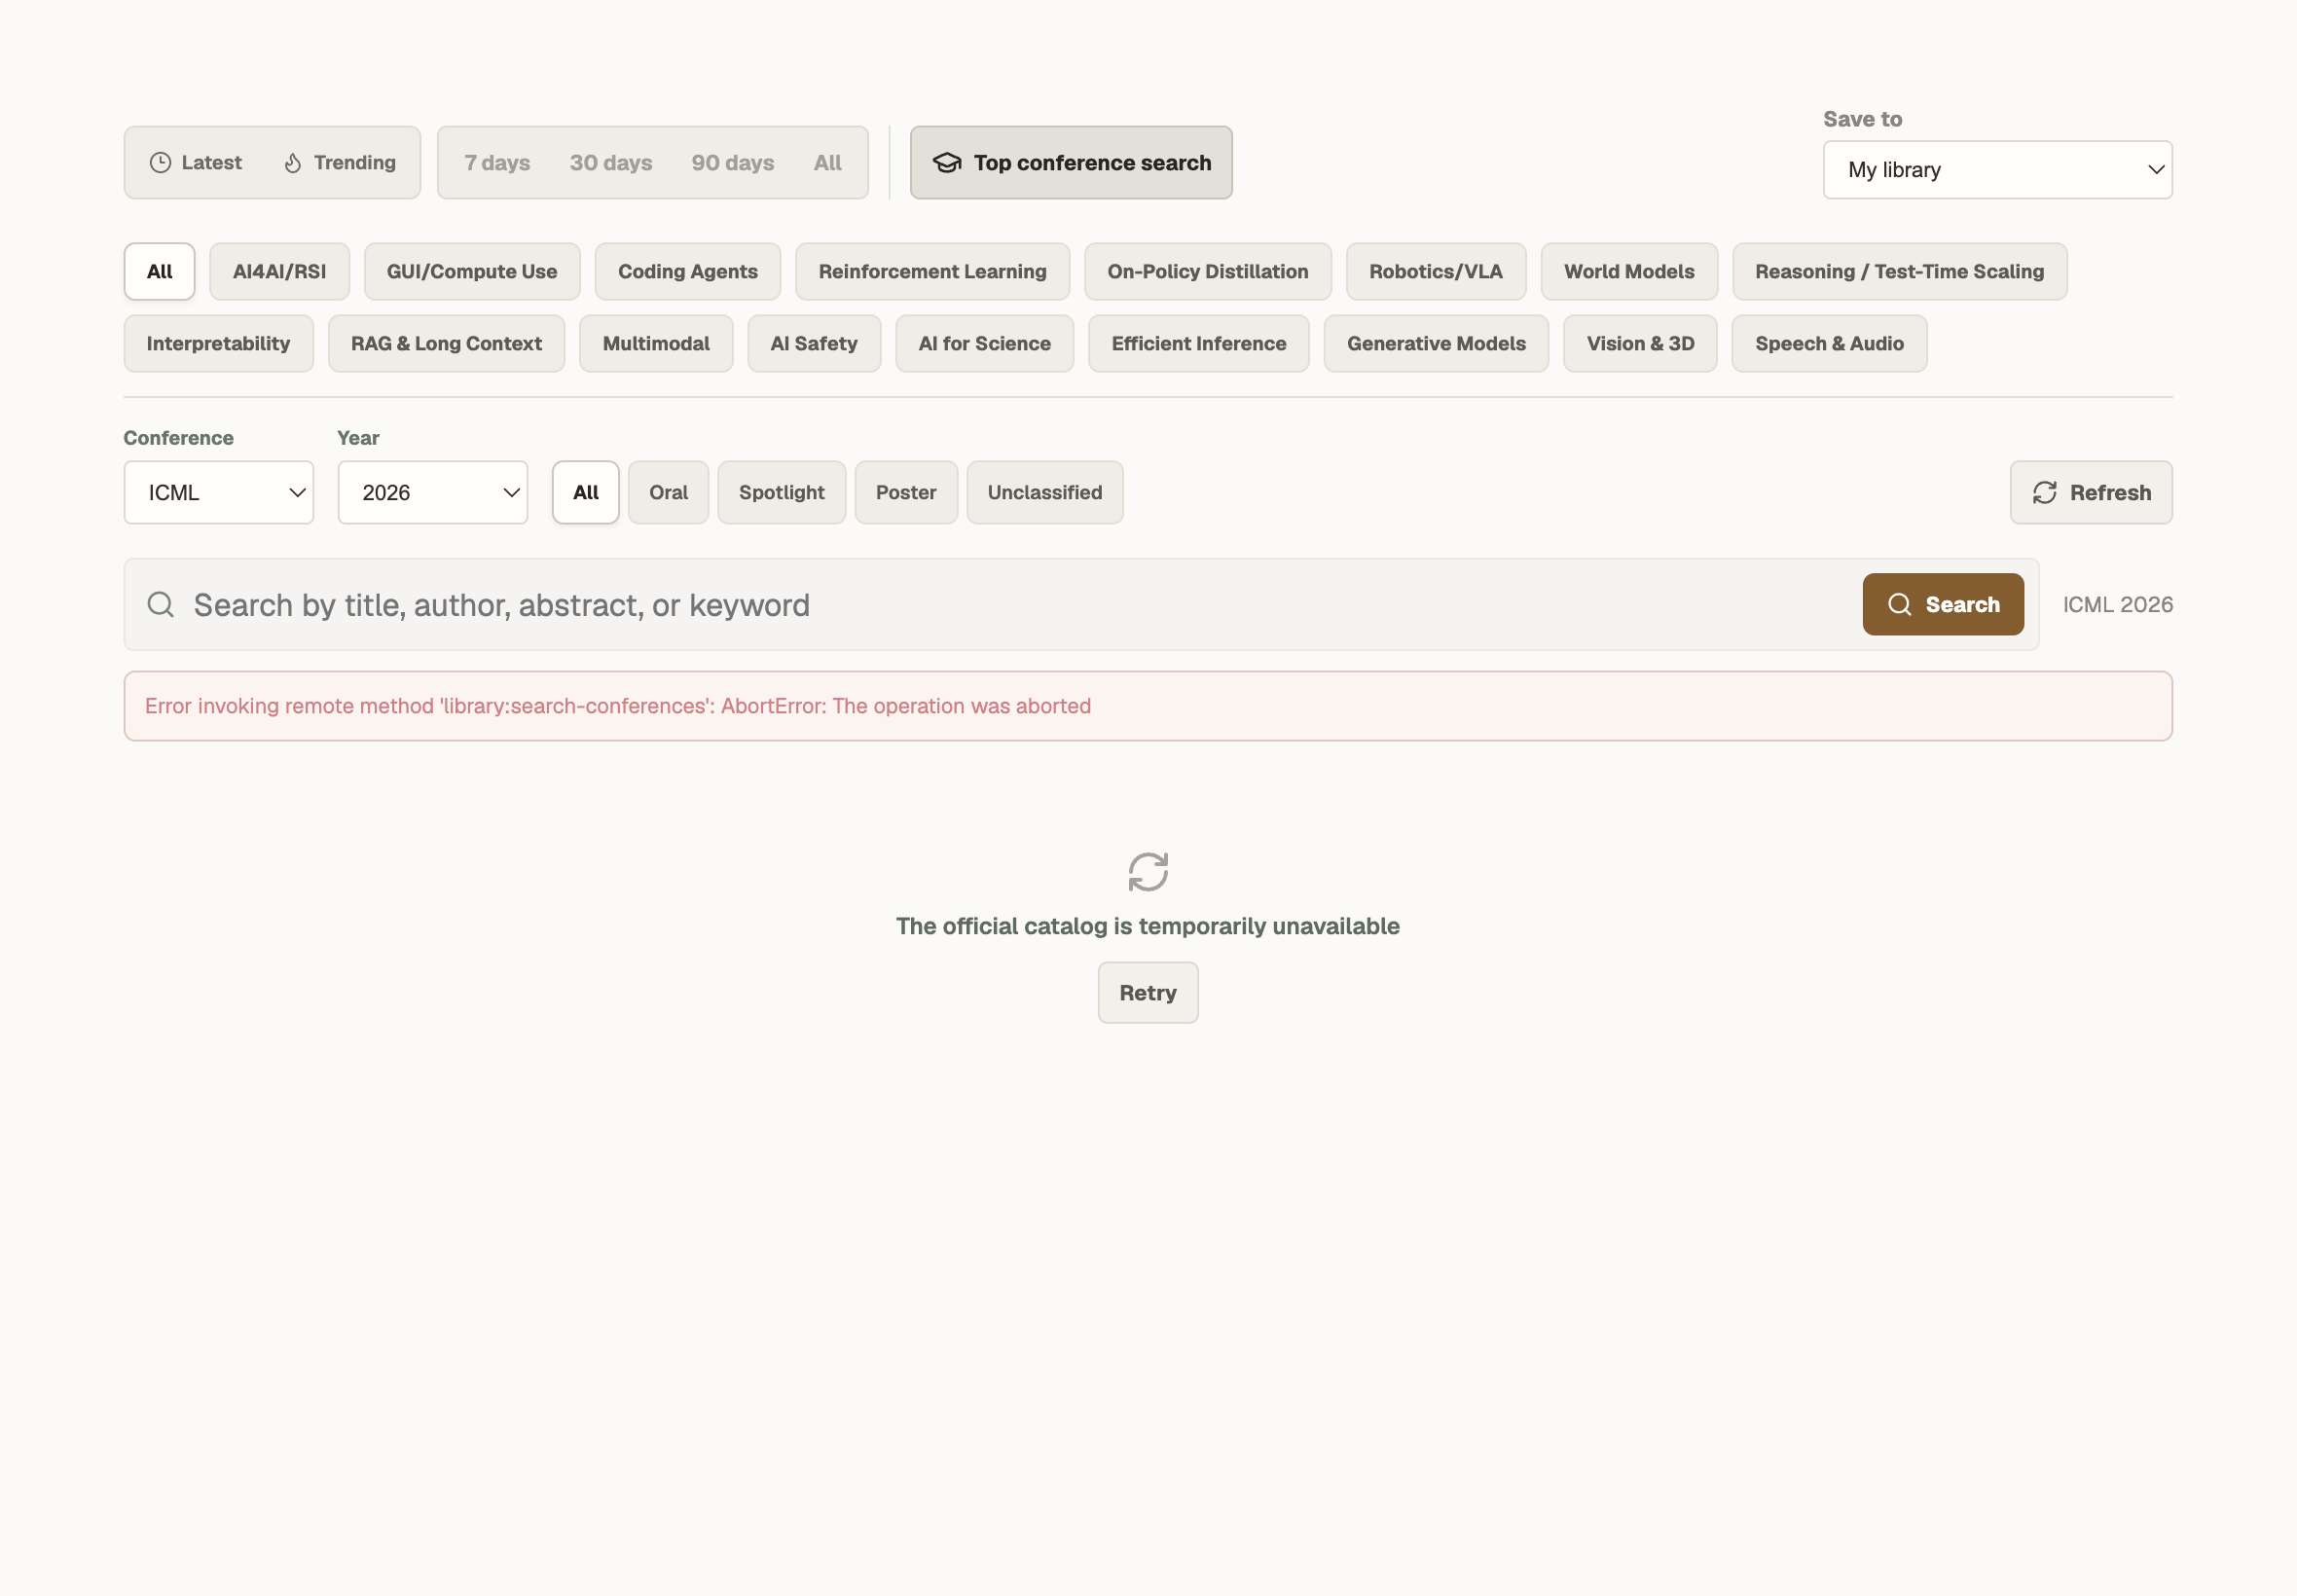 Save to
Latest Trending 7 days 30 days 90 days All Top conference search My library
All AI4AI/RSI GUI/Compute Use Coding Agents Reinforcement Learning On-Policy Distillation Robotics/VLA World Models Reasoning / Test-Time Scaling
Interpretability RAG & Long Context Multimodal AI Safety AI for Science Efficient Inference Generative Models Vision & 3D Speech & Audio
Conference Year
ICML 2026 All Oral Spotlight Poster Unclassified Refresh
Search by title, author, abstract, or keyword Search ICML 2026
Error invoking remote method 'library:search-conferences': AbortError: The operation was aborted
The official catalog is temporarily unavailable
Retry